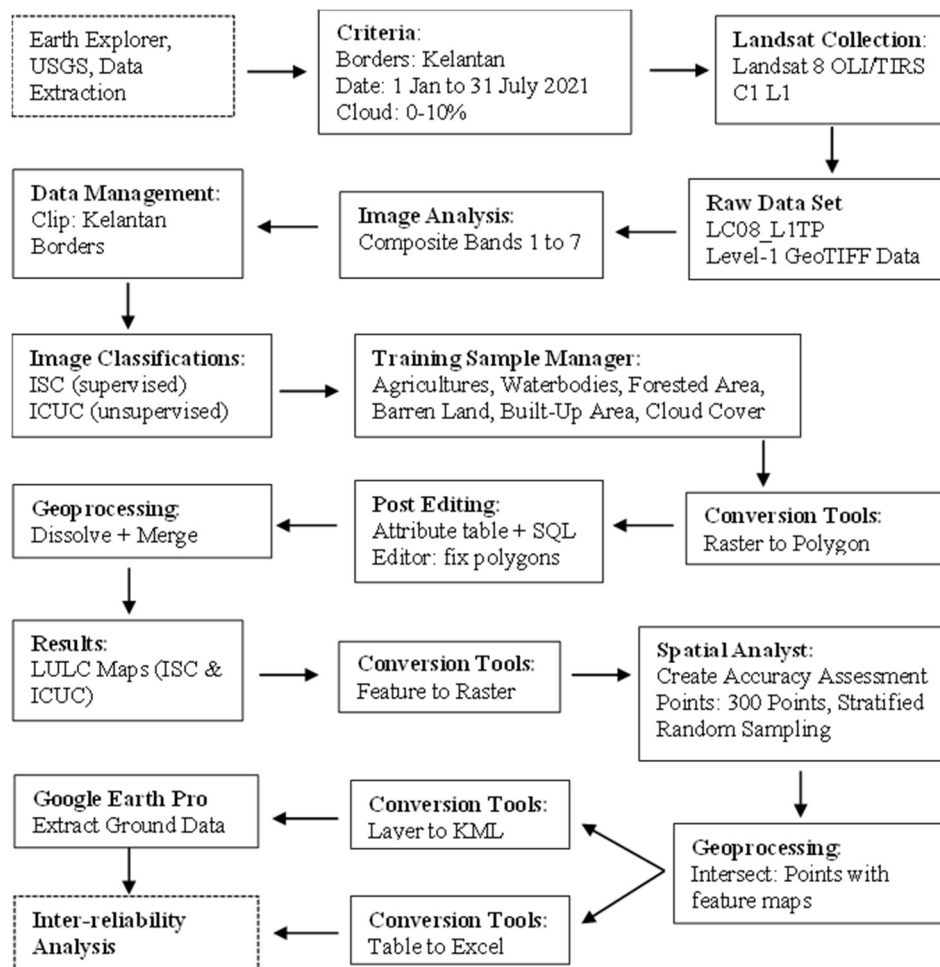 Earth Explorer,
USGS, Data
Extraction
Criteria:
Borders: Kelantan
Date: 1 Jan to 31 July 2021
Cloud: 0-10%
Landsat Collection:
Landsat 8 OLI/TIRS
C1 L1
Data Management:
Clip: Kelantan
Borders
Image Analysis:
Composite Bands 1 to 7
Raw Data Set
LC08_L1TP
Level-1 GeoTIFF Data
Image Classifications:
ISC (supervised)
ICUC (unsupervised)
Training Sample Manager:
Agricultures, Waterbodies, Forested Area,
Barren Land, Built-Up Area, Cloud Cover
Geoprocessing:
Dissolve + Merge
Post Editing:
Attribute table + SQL
Editor: fix polygons
Conversion Tools:
Raster to Polygon
Results:
LULC Maps (ISC &
ICUC)
Conversion Tools:
Feature to Raster
Spatial Analyst:
Create Accuracy Assessment
Points: 300 Points, Stratified
Random Sampling
Google Earth Pro
Extract Ground Data
Conversion Tools:
Layer to KML
Geoprocessing:
Intersect: Points with
feature maps
Inter-reliability
Analysis
Conversion Tools:
Table to Excel